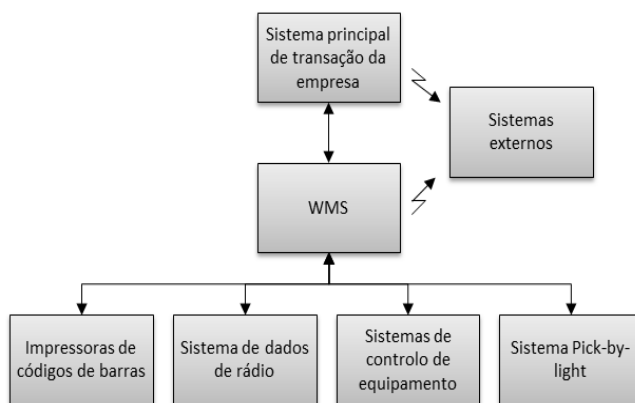 Sistema principal
de transação da
empresa
Sistemas
externos
WMS
Impressoras de
códigos de barras
Sistema de dados
de rádio
Sistemas de
controlo de
equipamento
Sistema Pick-by-
light